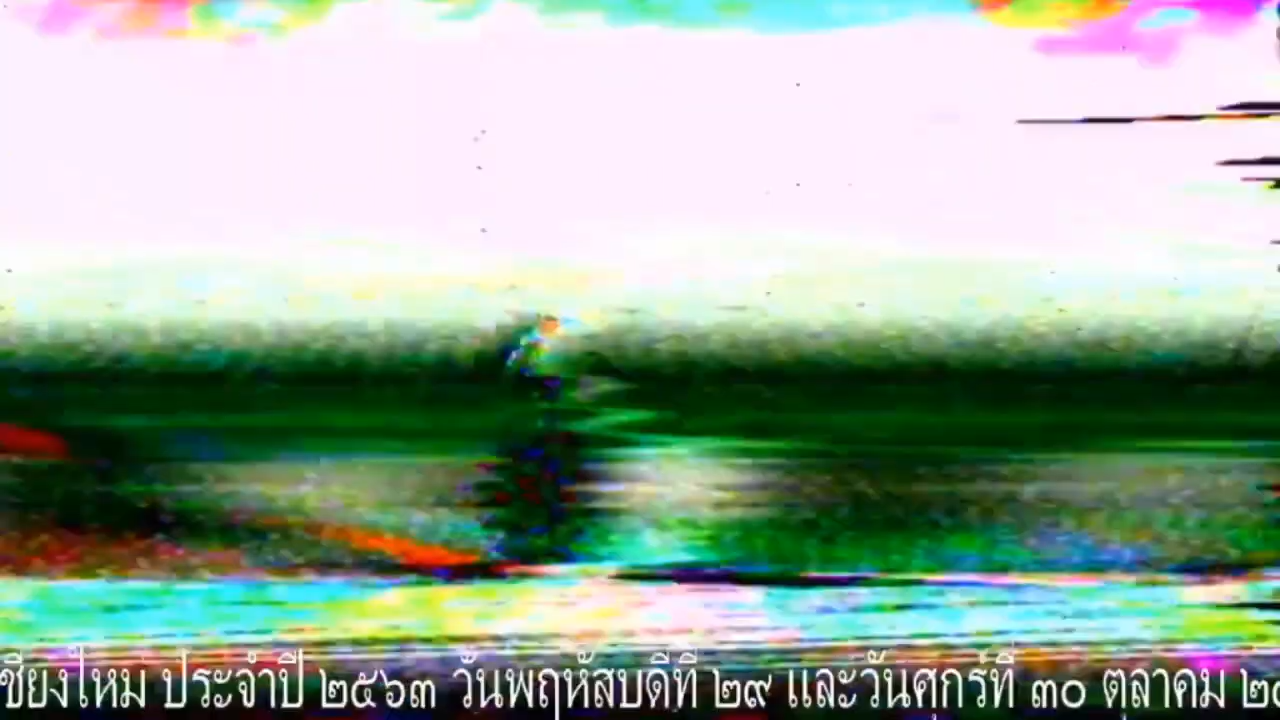 ชียงใหม่ ประจำปี ๒๕๖๓ วันพฤหัสบดีที่ ๒๙ และวันศุกร์ที่ ๓๐ ตุลาคม ๒๕